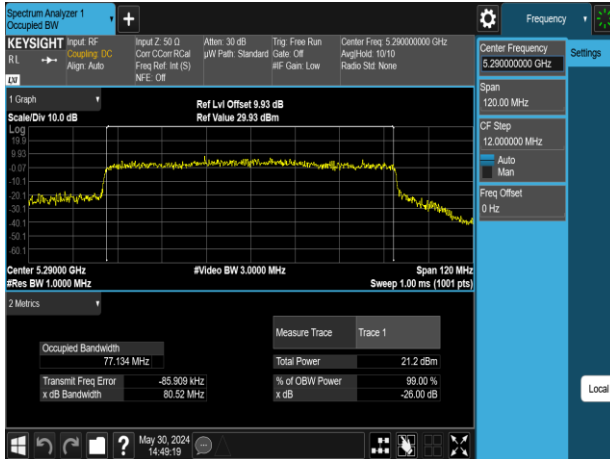 Spectrum Analyzer 1
Occupied BW
+
Frequency
KEYSIGHT
RL
LXI
Input: RF
Coupling: DC
Align: Auto
Input Z: 50 Ω
Corr CCorr RCal
Freq Ref: Int (S)
NFE: Off
Atten: 30 dB
µW Path: Standard
Trig: Free Run
Gate: Off
#IF Gain: Low
Center Freq: 5.290000000 GHz
Avg|Hold: 10/10
Radio Std: None
Center Frequency
5.290000000 GHz
Settings
Span
120.00 MHz
CF Step
12.000000 MHz
Auto
Man
Freq Offset
0 Hz
Local
1 Graph
Scale/Div 10.0 dB
Ref Lvl Offset 9.93 dB
Ref Value 29.93 dBm
Log
19.9
9.93
-0.07
-10.1
-20.1
-30.1
-40.1
-50.1
-60.1
Center 5.29000 GHz
#Res BW 1.0000 MHz
#Video BW 3.0000 MHz
Span 120 MHz
Sweep 1.00 ms (1001 pts)
2 Metrics
Measure Trace Trace 1
Occupied Bandwidth
77.134 MHz
Total Power 21.2 dBm
Transmit Freq Error -85.909 kHz
% of OBW Power 99.00 %
x dB Bandwidth 80.52 MHz
x dB -26.00 dB
?
May 30, 2024
14:49:19